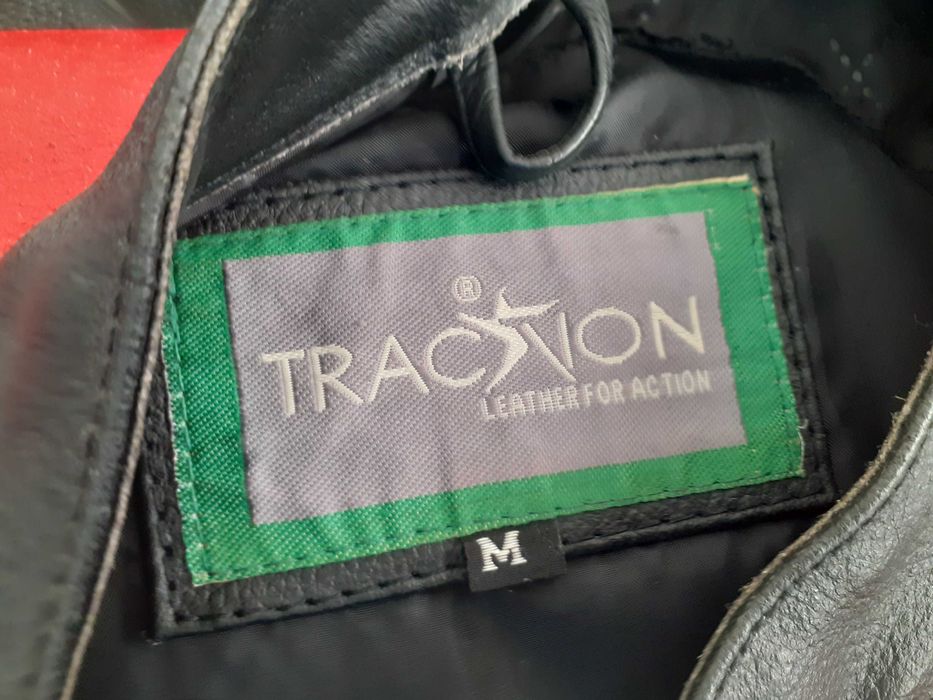 ®
TRACTION
LEATHER FOR ACTION
M